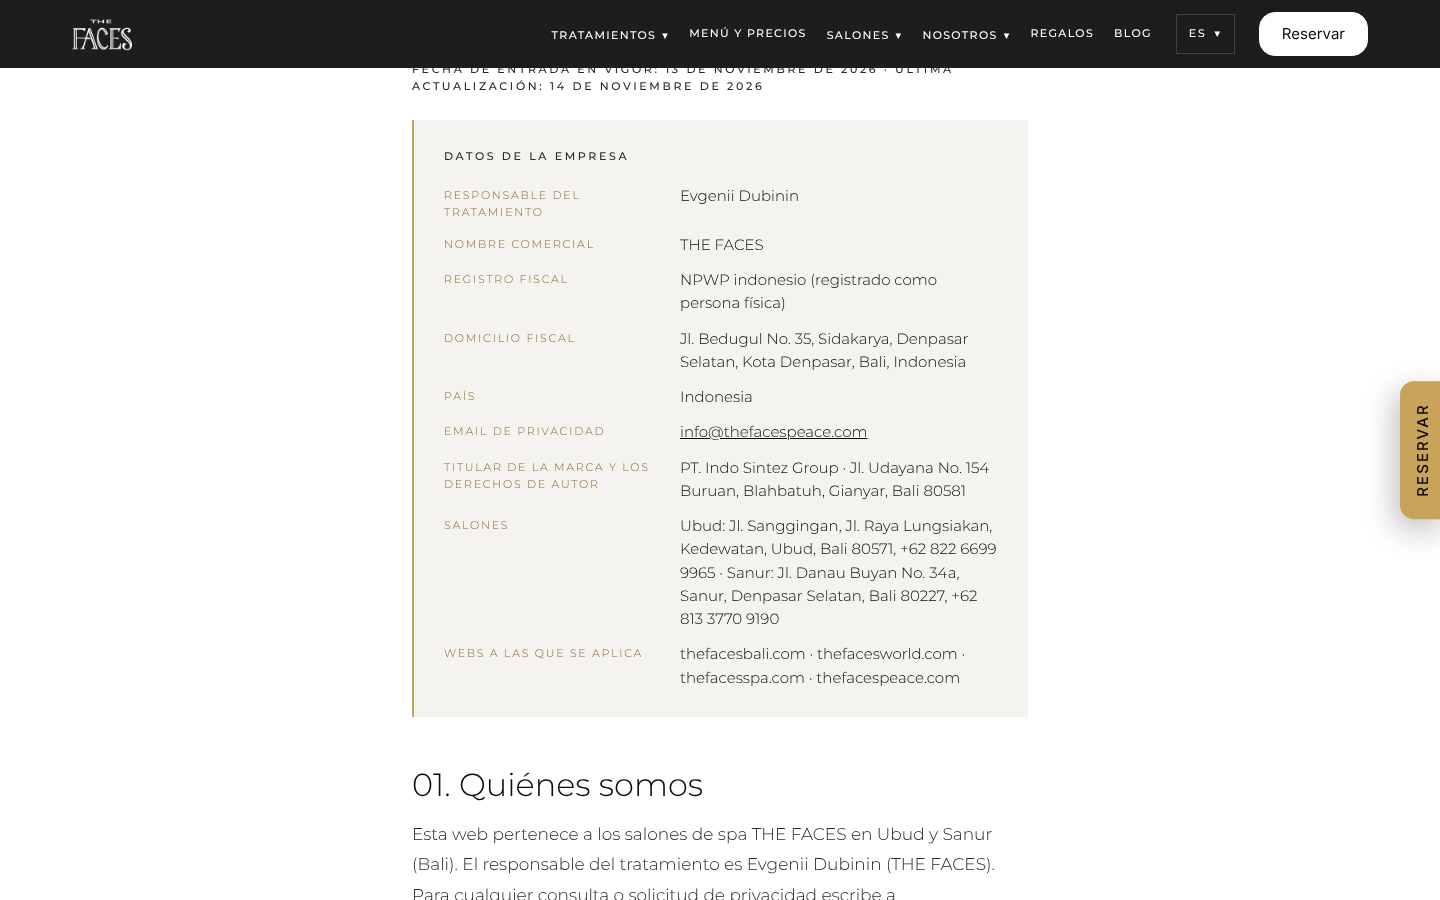 THE
FACES
TRATAMIENTOS ▾
MENÚ Y PRECIOS
SALONES ▾
NOSOTROS ▾
REGALOS
BLOG
ES ▾
Reservar
FECHA DE ENTRADA EN VIGOR: 13 DE NOVIEMBRE DE 2026 · ÚLTIMA
ACTUALIZACIÓN: 14 DE NOVIEMBRE DE 2026
DATOS DE LA EMPRESA
RESPONSABLE DEL
TRATAMIENTO
Evgenii Dubinin
NOMBRE COMERCIAL
THE FACES
REGISTRO FISCAL
NPWP indonesio (registrado como
persona física)
DOMICILIO FISCAL
Jl. Bedugul No. 35, Sidakarya, Denpasar
Selatan, Kota Denpasar, Bali, Indonesia
PAÍS
Indonesia
EMAIL DE PRIVACIDAD
info@thefacespeace.com
TITULAR DE LA MARCA Y LOS
DERECHOS DE AUTOR
PT. Indo Sintez Group · Jl. Udayana No. 154
Buruan, Blahbatuh, Gianyar, Bali 80581
SALONES
Ubud: Jl. Sanggingan, Jl. Raya Lungsiakan,
Kedewatan, Ubud, Bali 80571, +62 822 6699
9965 · Sanur: Jl. Danau Buyan No. 34a,
Sanur, Denpasar Selatan, Bali 80227, +62
813 3770 9190
WEBS A LAS QUE SE APLICA
thefacesbali.com · thefacesworld.com ·
thefacesspa.com · thefacespeace.com
RESERVAR
01. Quiénes somos
Esta web pertenece a los salones de spa THE FACES en Ubud y Sanur
(Bali). El responsable del tratamiento es Evgenii Dubinin (THE FACES).
Para cualquier consulta o solicitud de privacidad escribe a